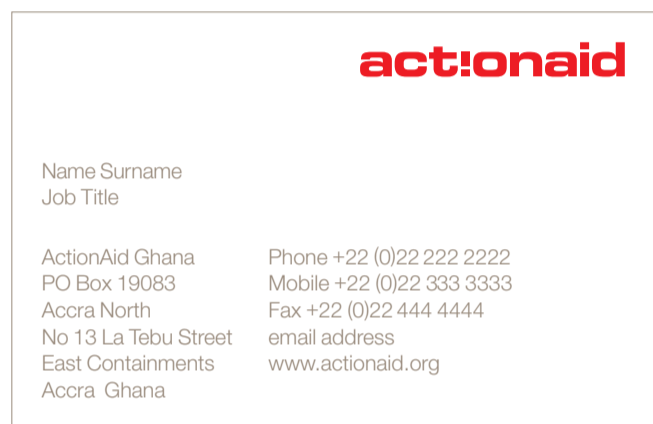 act!onaid
Name Surname
Job Title
ActionAid Ghana
PO Box 19083
Accra North
No 13 La Tebu Street
East Containments
Accra  Ghana
Phone +22 (0)22 222 2222
Mobile +22 (0)22 333 3333
Fax +22 (0)22 444 4444
email address
www.actionaid.org